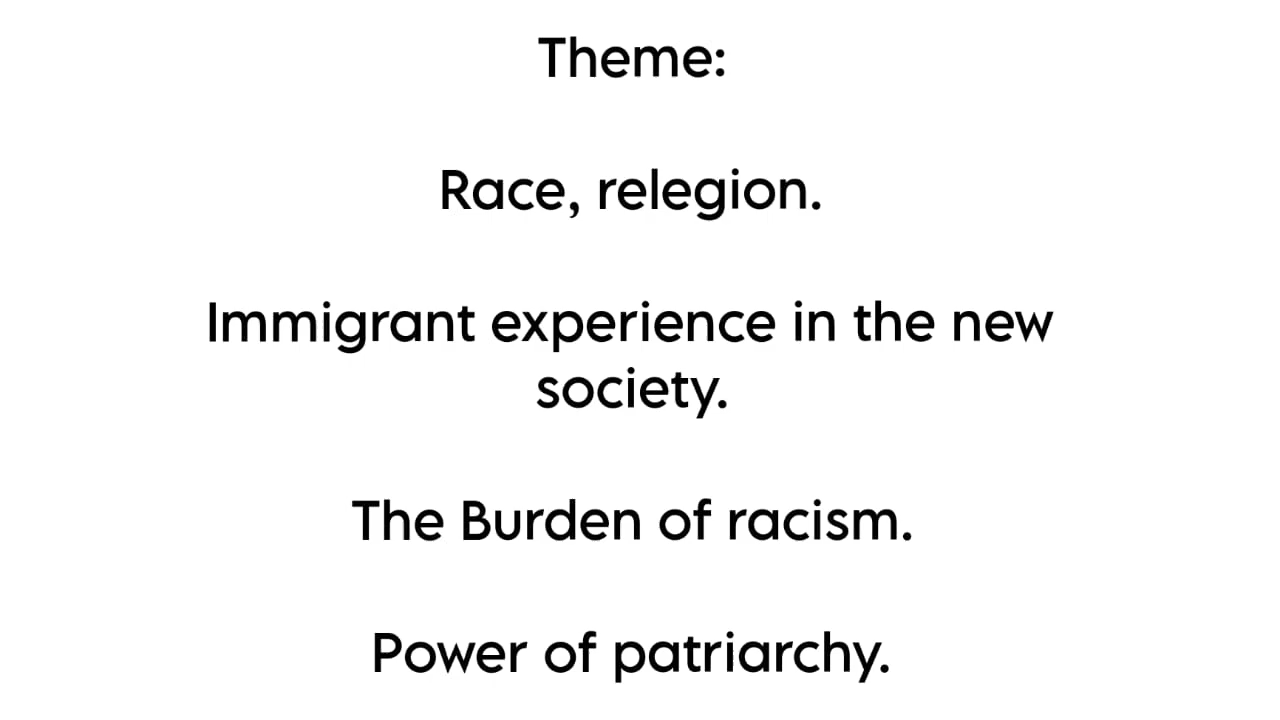 Theme:
Race, relegion.
Immigrant experience in the new
society.
The Burden of racism.
Power of patriarchy.